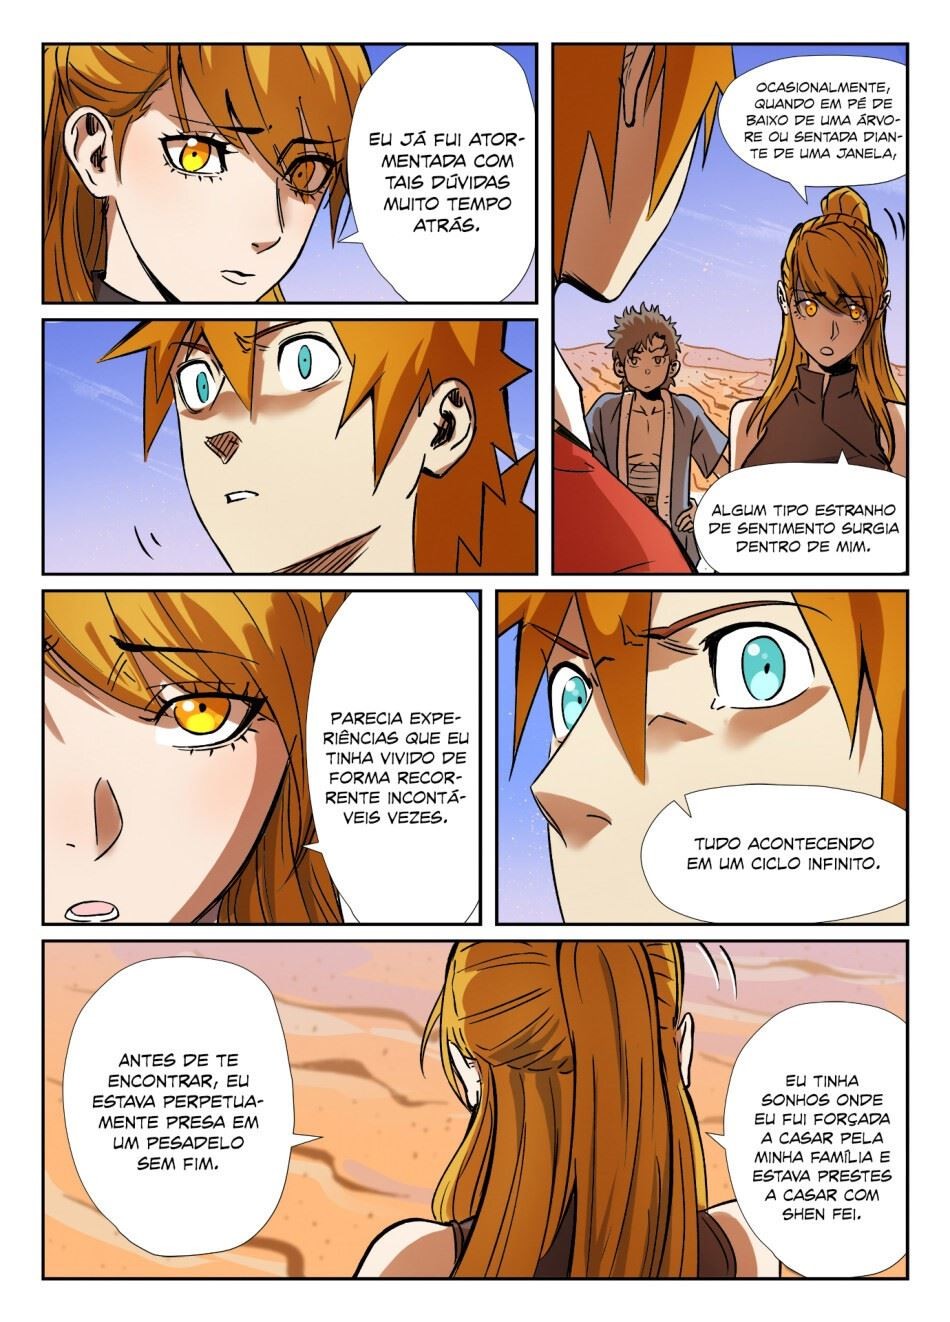 EU JÁ FUI ATOR-
MENTADA COM
TAIS DÚVIDAS
MUITO TEMPO
ATRÁS.
OCASIONALMENTE,
QUANDO EM PÉ DE
BAIXO DE UMA ÁRVO-
RE OU SENTADA DIAN-
TE DE UMA JANELA,
ALGUM TIPO ESTRANHO
DE SENTIMENTO SURGIA
DENTRO DE MIM.
PARECIA EXPE-
RIÊNCIAS QUE EU
TINHA VIVIDO DE
FORMA RECOR-
RENTE INCONTÁ-
VEIS VEZES.
TUDO ACONTECENDO
EM UM CICLO INFINITO.
ANTES DE TE
ENCONTRAR, EU
ESTAVA PERPETUA-
MENTE PRESA EM
UM PESADELO
SEM FIM.
EU TINHA
SONHOS ONDE
EU FUI FORÇADA
A CASAR PELA
MINHA FAMÍLIA E
ESTAVA PRESTES
A CASAR COM
SHEN FEI.